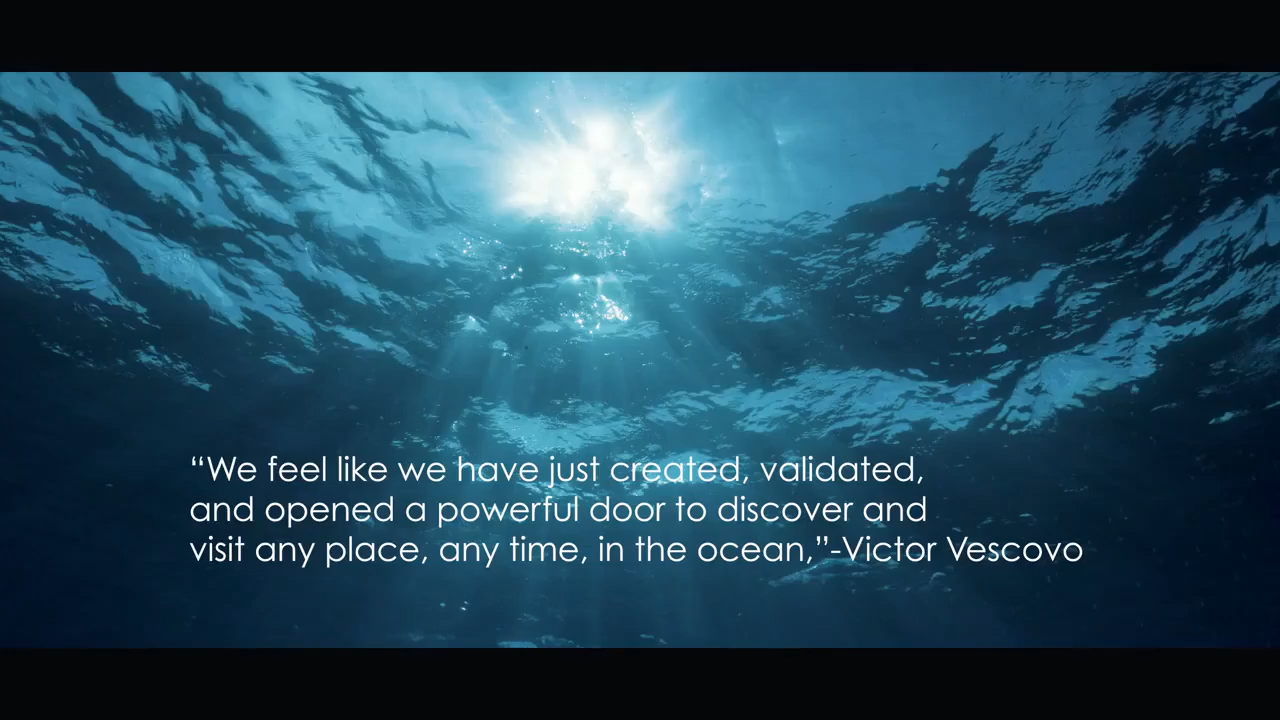 “We feel like we have just created, validated,
and opened a powerful door to discover and
visit any place, any time, in the ocean,”-Victor Vescovo